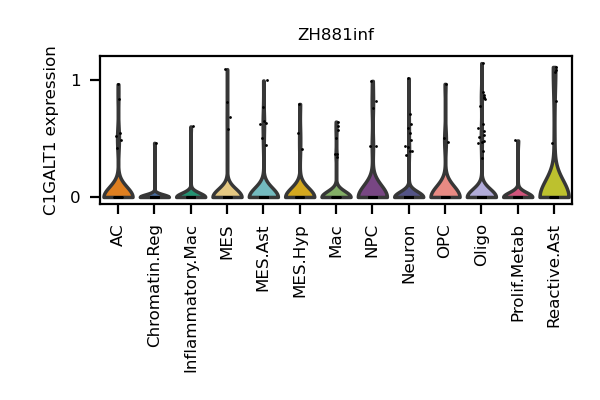 ZH881inf
C1GALT1 expression
1
0
AC
Chromatin.Reg
Inflammatory.Mac
MES
MES.Ast
MES.Hyp
Mac
NPC
Neuron
OPC
Oligo
Prolif.Metab
Reactive.Ast